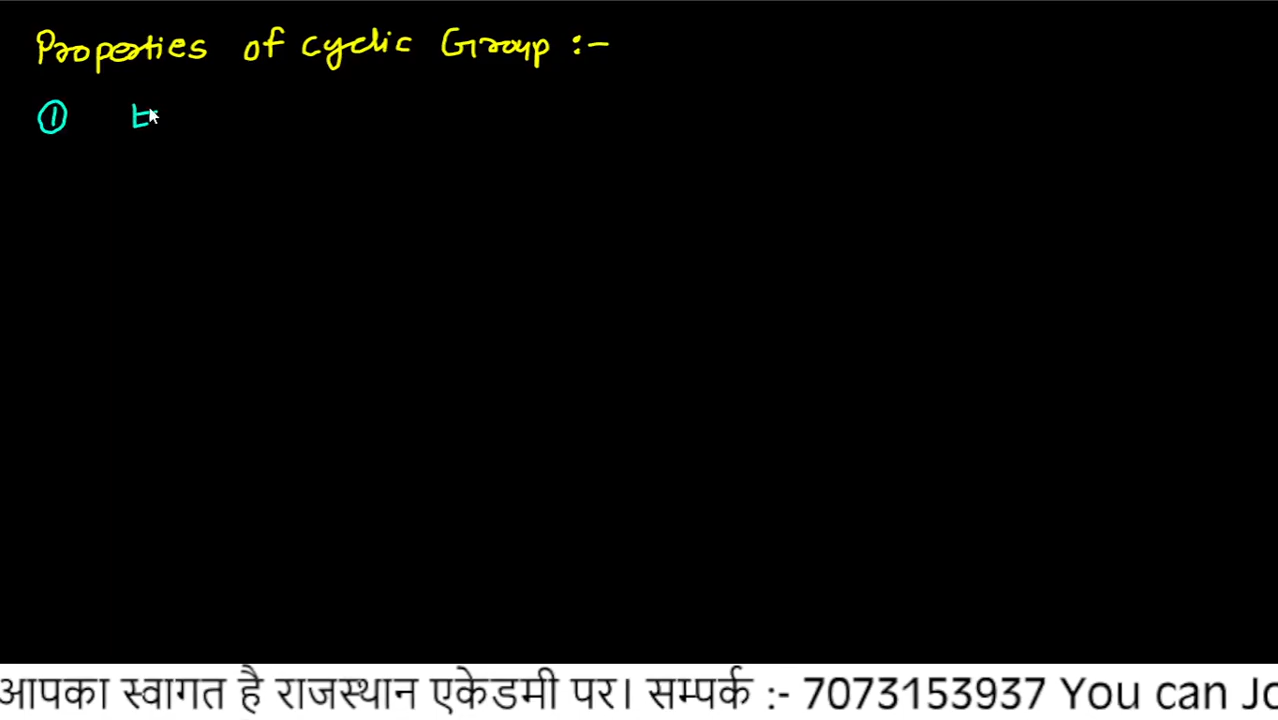 Properties of cyclic Group :-
①
आपका स्वागत है राजस्थान एकेडमी पर। सम्पर्क :- 7073153937 You can Jo